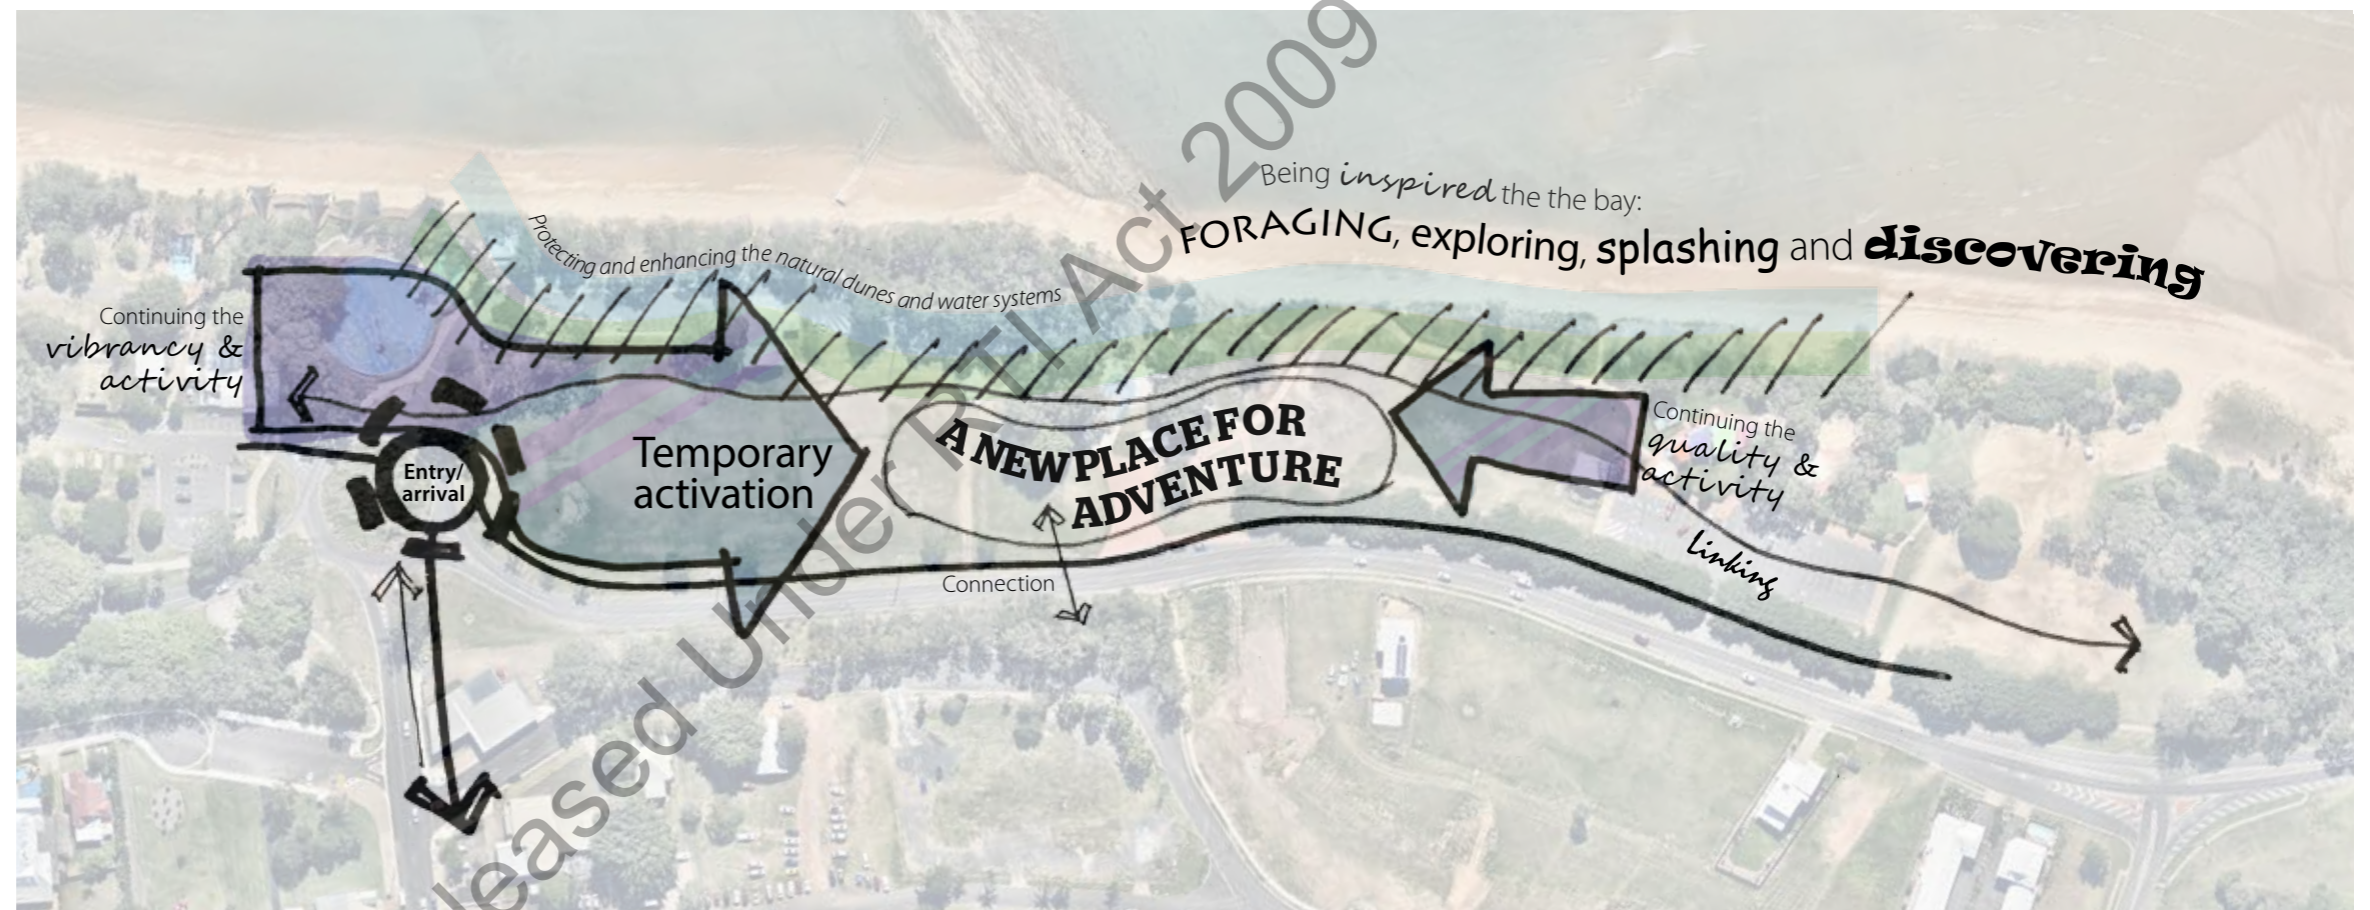 Being inspired the the bay:
FORAGING, exploring, splashing and discovering
Protecting and enhancing the natural dunes and water systems
Continuing the
vibrancy &
activity
Entry/
arrival
Temporary
activation
A NEW PLACE FOR
ADVENTURE
Continuing the
quality &
activity
Linking
Connection
leased Under RTI Act 2009